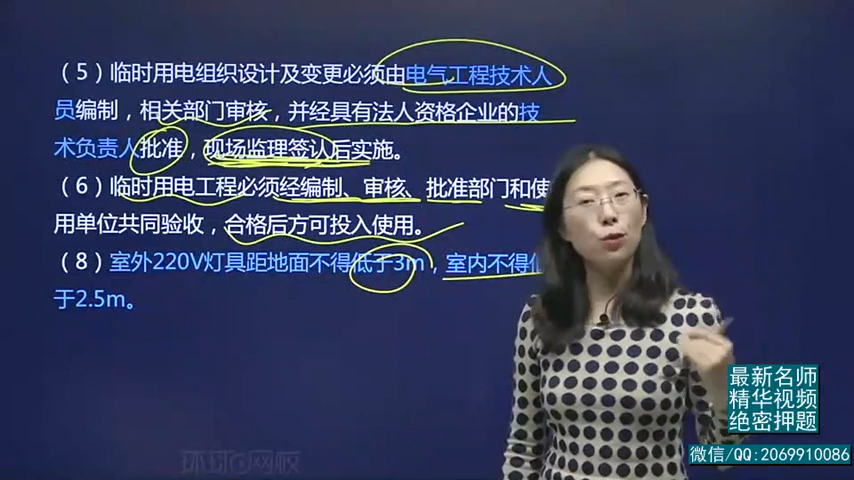 （5）临时用电组织设计及变更必须由电气工程技术人
员编制，相关部门审核，并经具有法人资格企业的技
术负责人批准，现场监理签认后实施。
（6）临时用电工程必须经编制、审核、批准部门和使
用单位共同验收，合格后方可投入使用。
（8）室外220V灯具距地面不得低于3m，室内不得
于2.5m。
环球网校
最新名师
精华视频
绝密押题
微信/QQ:2069910086